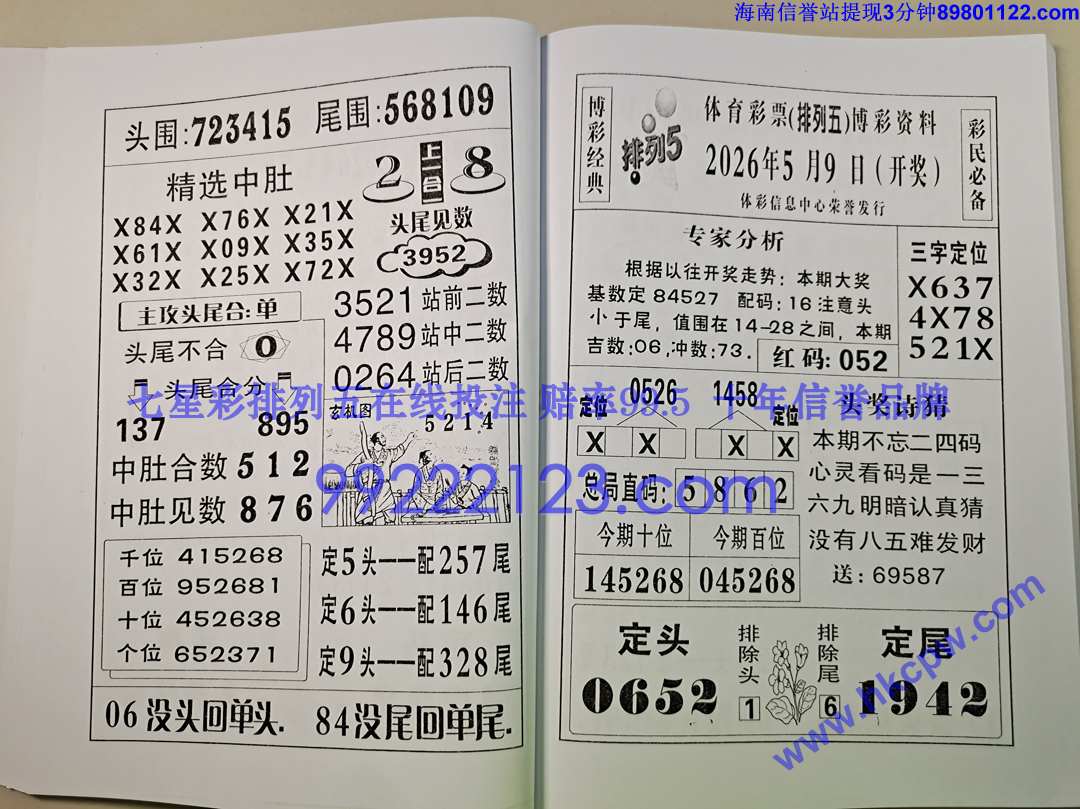 海南信誉站提现3分钟89801122.com
头围:723415 尾围:568109
精选中肚
2 上合 8
X84X X76X X21X
X61X X09X X35X
X32X X25X X72X
头尾见数
3952
主攻头尾合:单
头尾不合 0
头尾合分
137 895
中肚合数 512
中肚见数 876
3521站前二数
4789站中二数
0264站后二数
玄机图
5214
千位 415268
百位 952681
十位 452638
个位 652371
定5头一一配257尾
定6头一一配146尾
定9头一一配328尾
06没头回单头. 84没尾回单尾.
博彩经典
排列5
体育彩票(排列五)博彩资料
2026年5月9日(开奖)
体彩信息中心荣誉发行
彩民必备
专家分析
根据以往开奖走势: 本期大奖
基数定 84527 配码: 16 注意头
小于尾, 值围在14-28之间, 本期
吉数:06,冲数:73.
红码: 052
三字定位
X637
4X78
521X
0526 1458
定位 定位
X X X X
总局直码: 5862
今期十位 今期百位
145268 045268
头奖诗猜
本期不忘二四码
心灵看码是一三
六九明暗认真猜
没有八五难发财
送: 69587
定头
0652
排除头
1
排除尾
6
定尾
1942
七星彩排列五在线投注 赔率99.5 十年信誉品牌
99222123.com
www.hkcpw.com